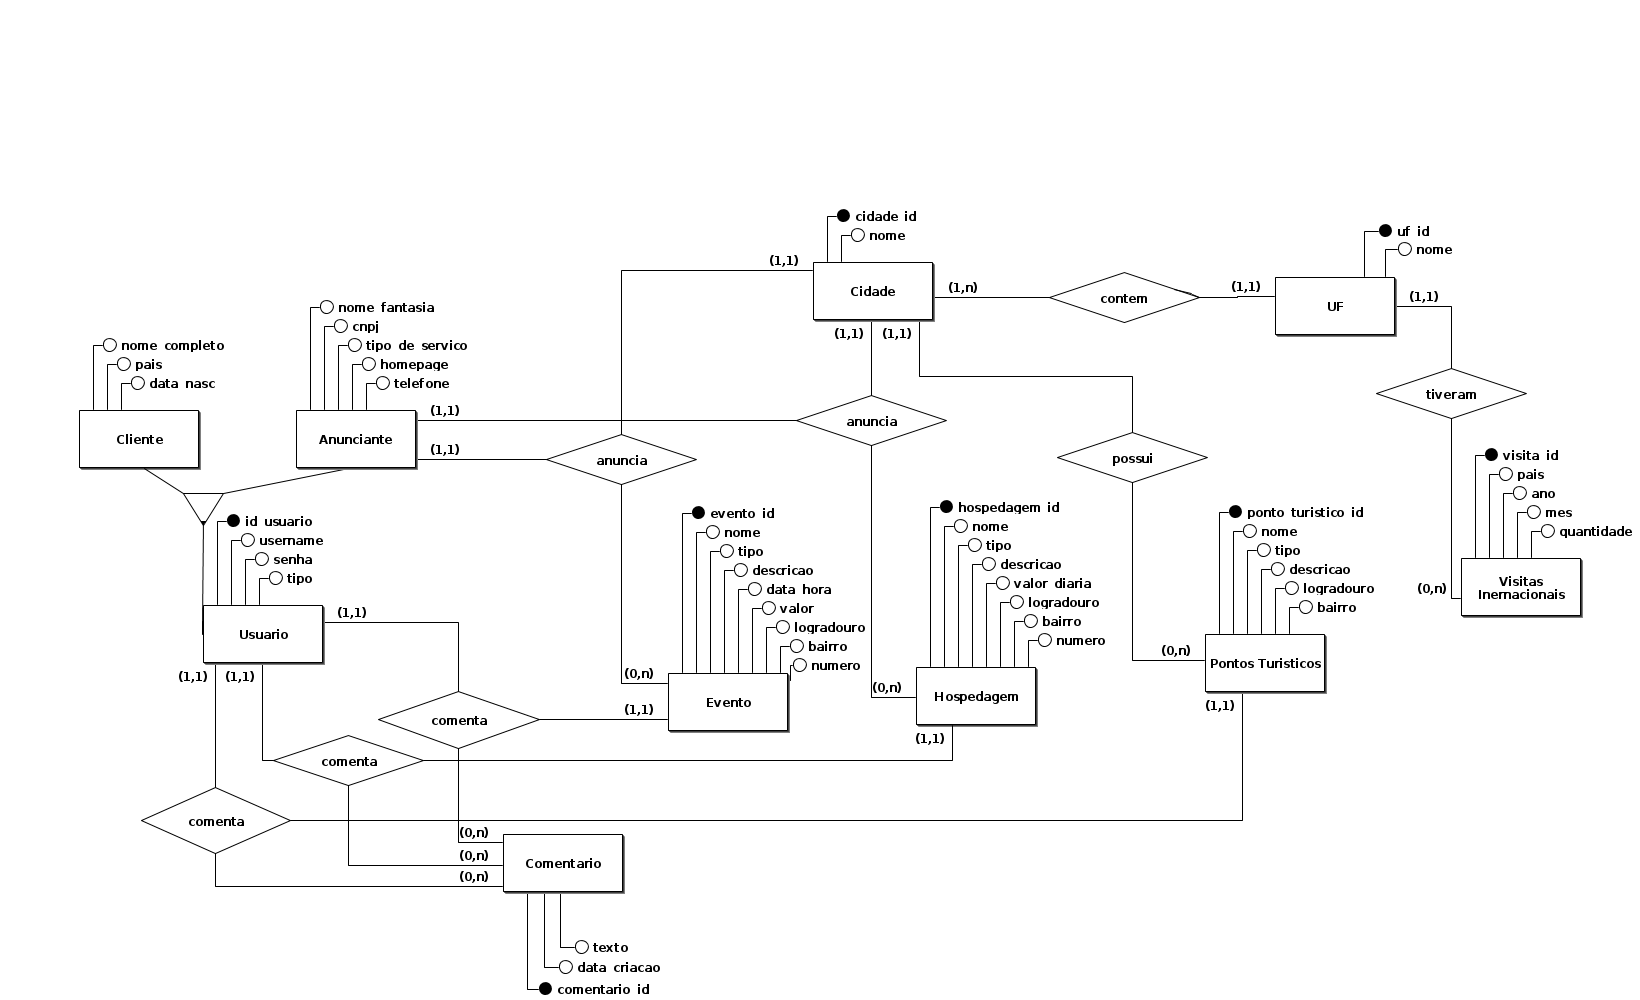 cidade id
nome
(1,1)
Cidade
(1,n)
contem
(1,1)
uf id
nome
UF
(1,1)
(1,1)
(1,1)
nome fantasia
cnpj
tipo de servico
homepage
telefone
nome completo
pais
data nasc
Cliente
Anunciante
(1,1)
(1,1)
anuncia
anuncia
possui
tiveram
visita id
pais
ano
mes
quantidade
Visitas
Inernacionais
(0,n)
id usuario
username
senha
tipo
Usuario
(1,1)
(1,1)
(1,1)
evento id
nome
tipo
descricao
data hora
valor
logradouro
bairro
numero
(0,n)
Evento
(1,1)
hospedagem id
nome
tipo
descricao
valor diaria
logradouro
bairro
numero
(0,n)
Hospedagem
(1,1)
ponto turistico id
nome
tipo
descricao
logradouro
bairro
(0,n)
Pontos Turisticos
(1,1)
comenta
comenta
comenta
(0,n)
(0,n)
(0,n)
Comentario
texto
data criacao
comentario id